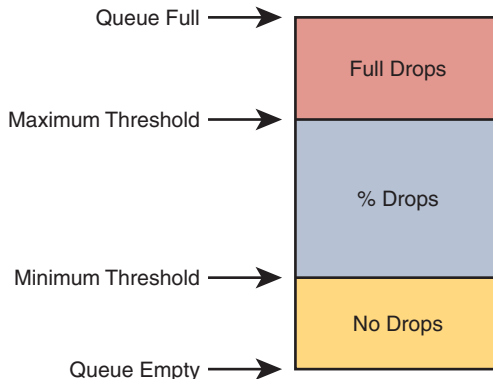 Queue Full
Full Drops
Maximum Threshold
% Drops
Minimum Threshold
No Drops
Queue Empty